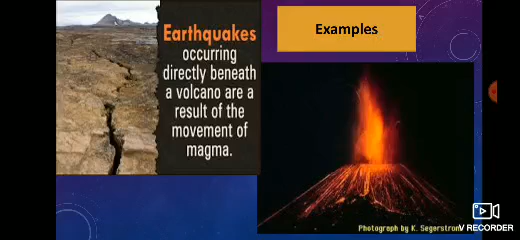 Earthquakes
occurring
directly beneath
a volcano are a
result of the
movement of
magma.
Examples
Photograph by K. Segerstrom
V RECORDER